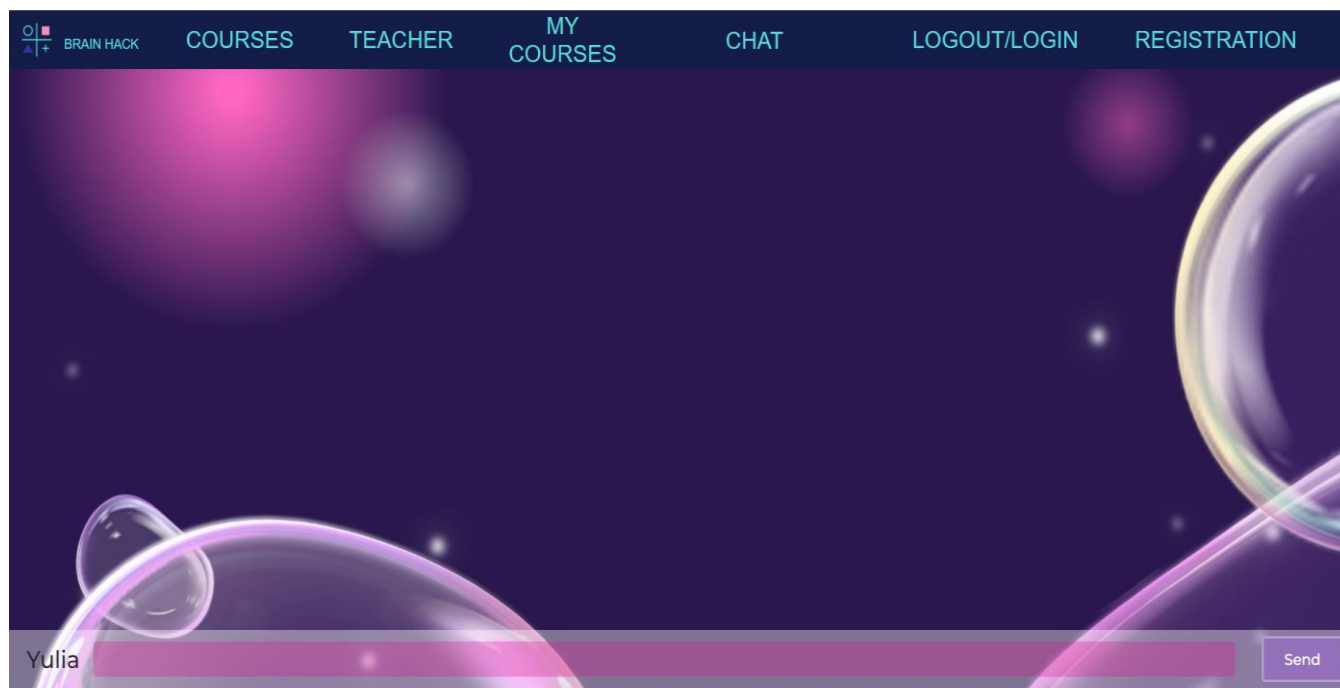 BRAIN HACK
COURSES
TEACHER
MY
COURSES
CHAT
LOGOUT/LOGIN
REGISTRATION
Yulia
Send